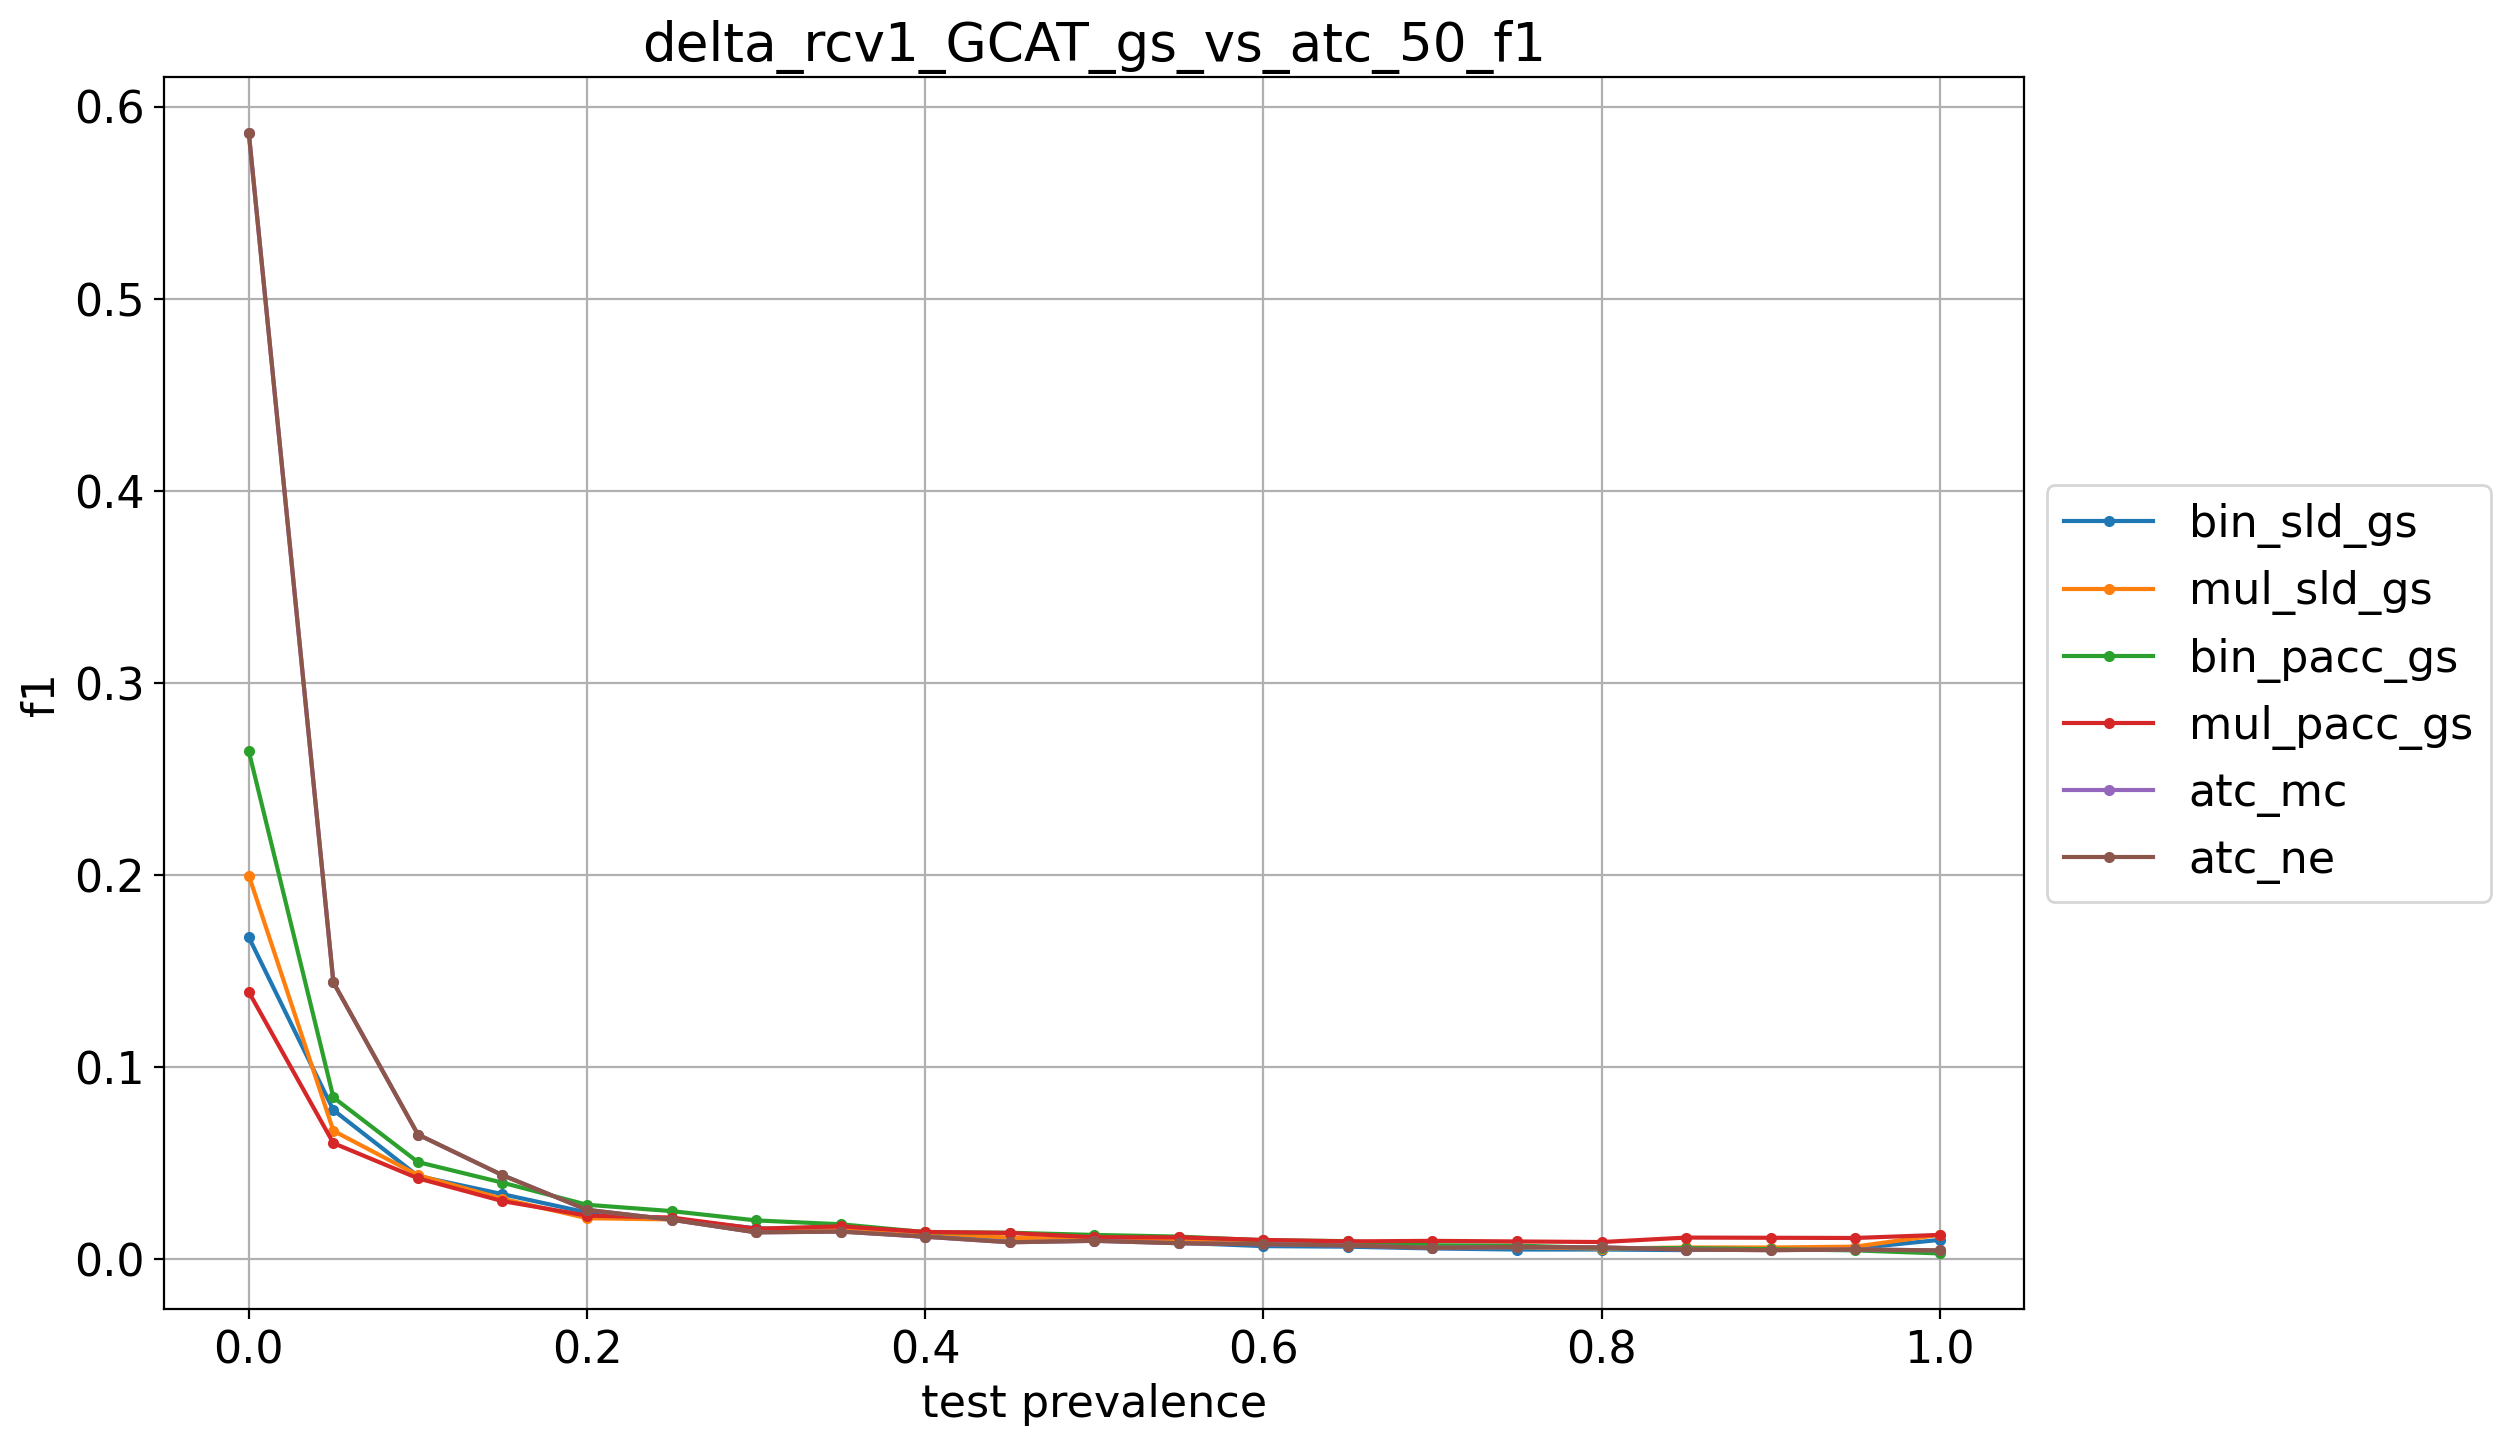 delta_rcv1_GCAT_gs_vs_atc_50_f1
0.6
0.5
0.4
0.3
0.2
0.1
0.0
f1
0.0 0.2 0.4 0.6 0.8 1.0
test prevalence
bin_sld_gs
mul_sld_gs
bin_pacc_gs
mul_pacc_gs
atc_mc
atc_ne